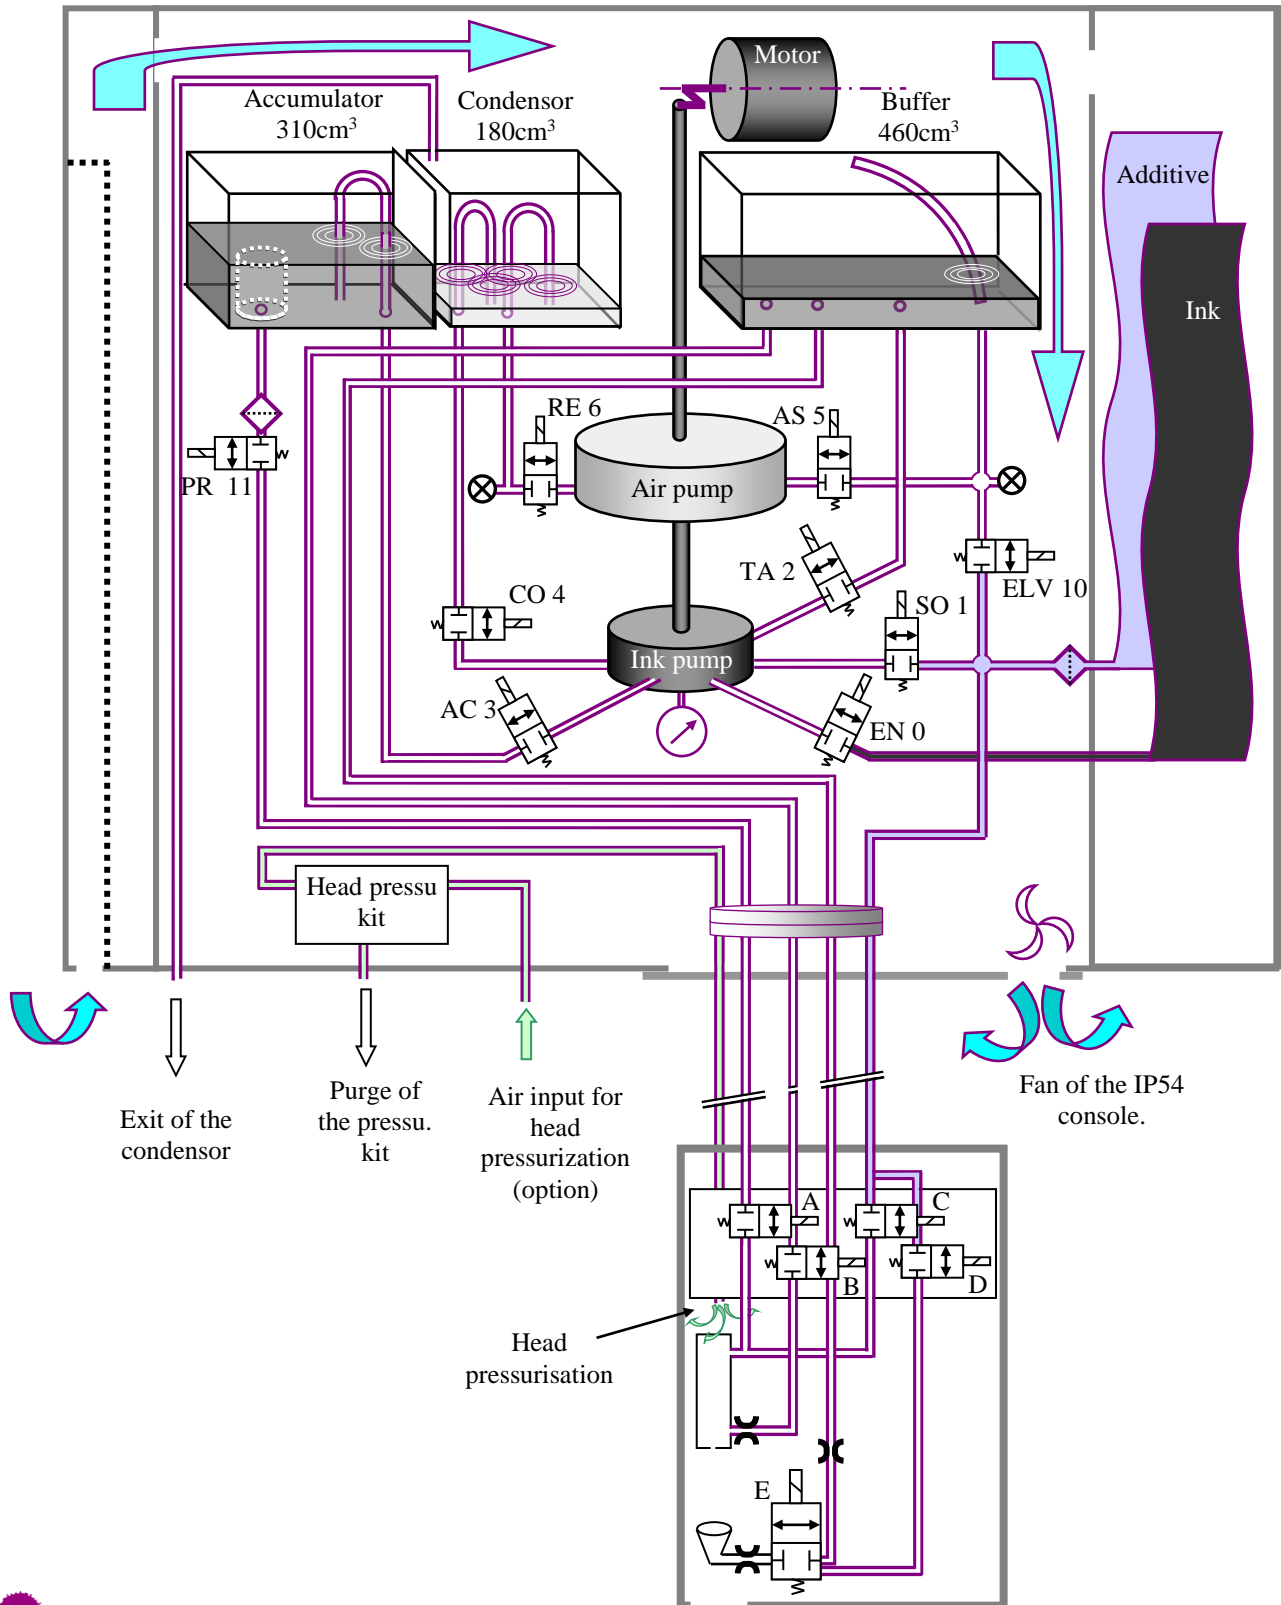 Motor
Accumulator
310cm³
Condensor
180cm³
Buffer
460cm³
Additive
Ink
RE 6
AS 5
PR 11
Air pump
TA 2
CO 4
SO 1
ELV 10
Ink pump
AC 3
EN 0
Head pressu
kit
Exit of the
condensor
Purge of
the pressu.
kit
Air input for
head
pressurization
(option)
Fan of the IP54
console.
A
C
B
D
Head
pressurisation
E